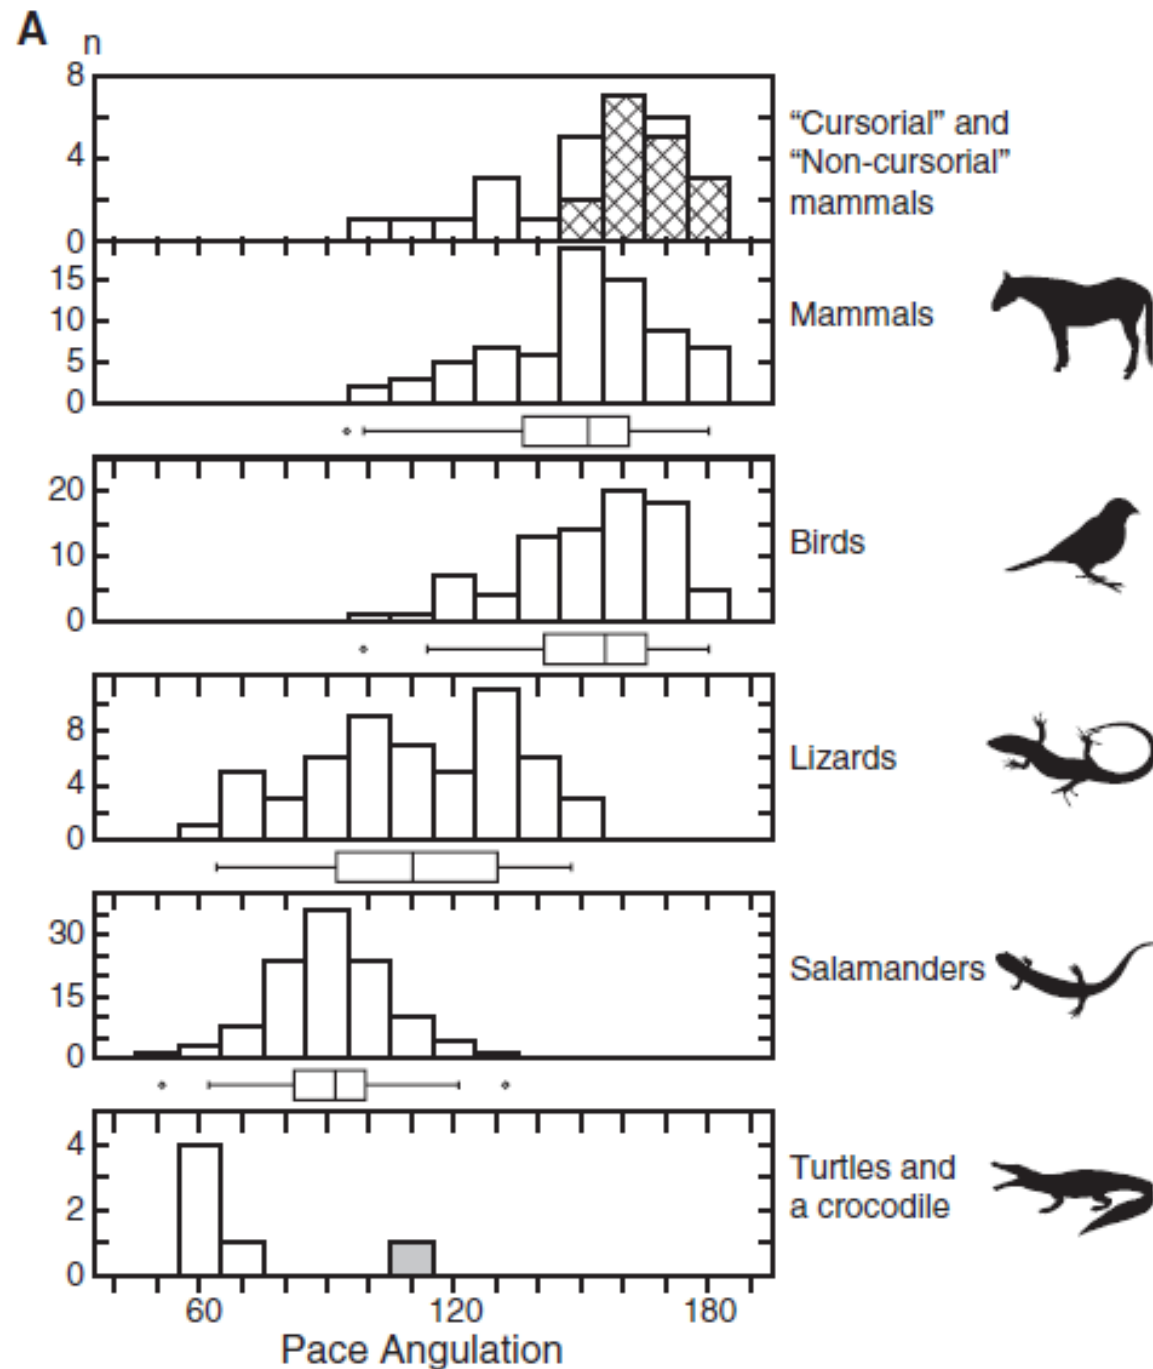 A
n
8
4
0
“Cursorial” and
“Non-cursorial”
mammals
15
10
5
0
Mammals
20
10
0
Birds
8
4
0
Lizards
30
15
0
Salamanders
4
2
0
Turtles and
a crocodile
60 120 180
Pace Angulation